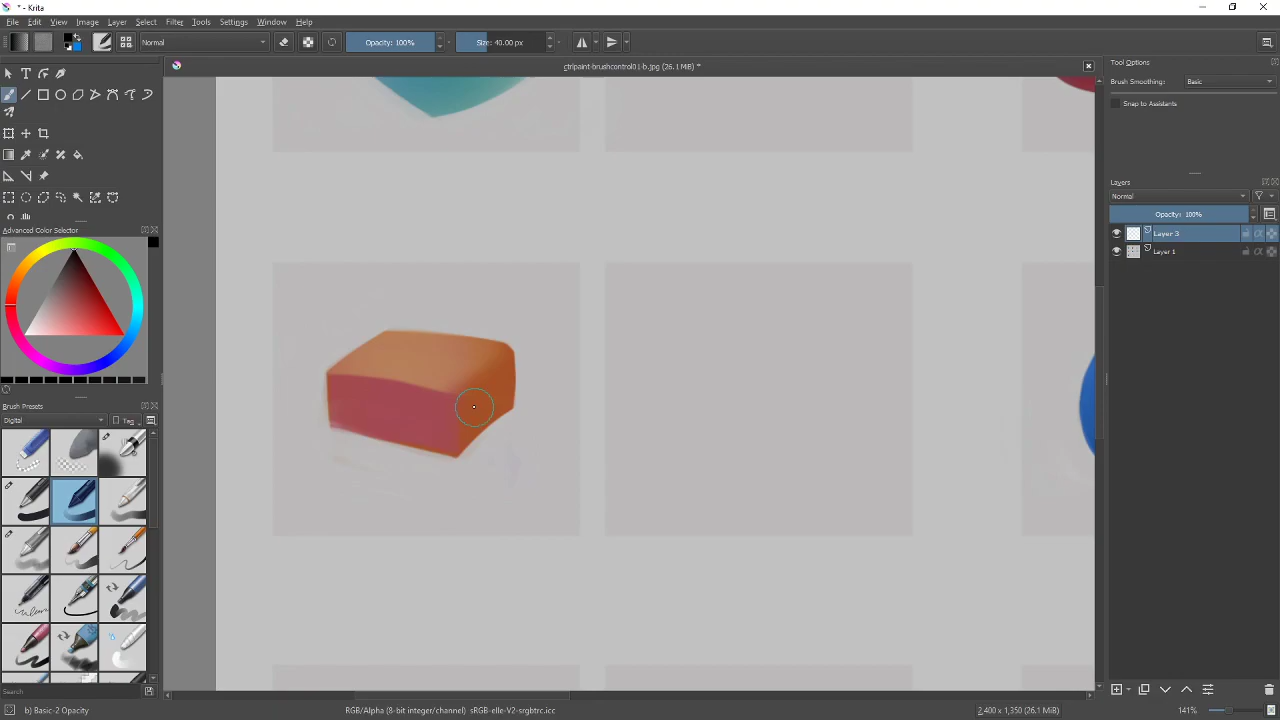 * - Krita
File Edit View Image Layer Select Filter Tools Settings Window Help
Normal Opacity: 100% Size: 40.00 px
ctrlpaint-brushcontrol01-b.jpg (26.1 MiB) *
Tool Options
Brush Smoothing: Basic
Snap to Assistants
Layers
Normal
Opacity: 100%
Layer 3
Layer 1
Advanced Color Selector
Brush Presets
Digital Tag
Search
b) Basic-2 Opacity RGB/Alpha (8-bit integer/channel) sRGB-elle-V2-srgbtrc.icc 2,400 x 1,350 (26.1 MiB) 141%